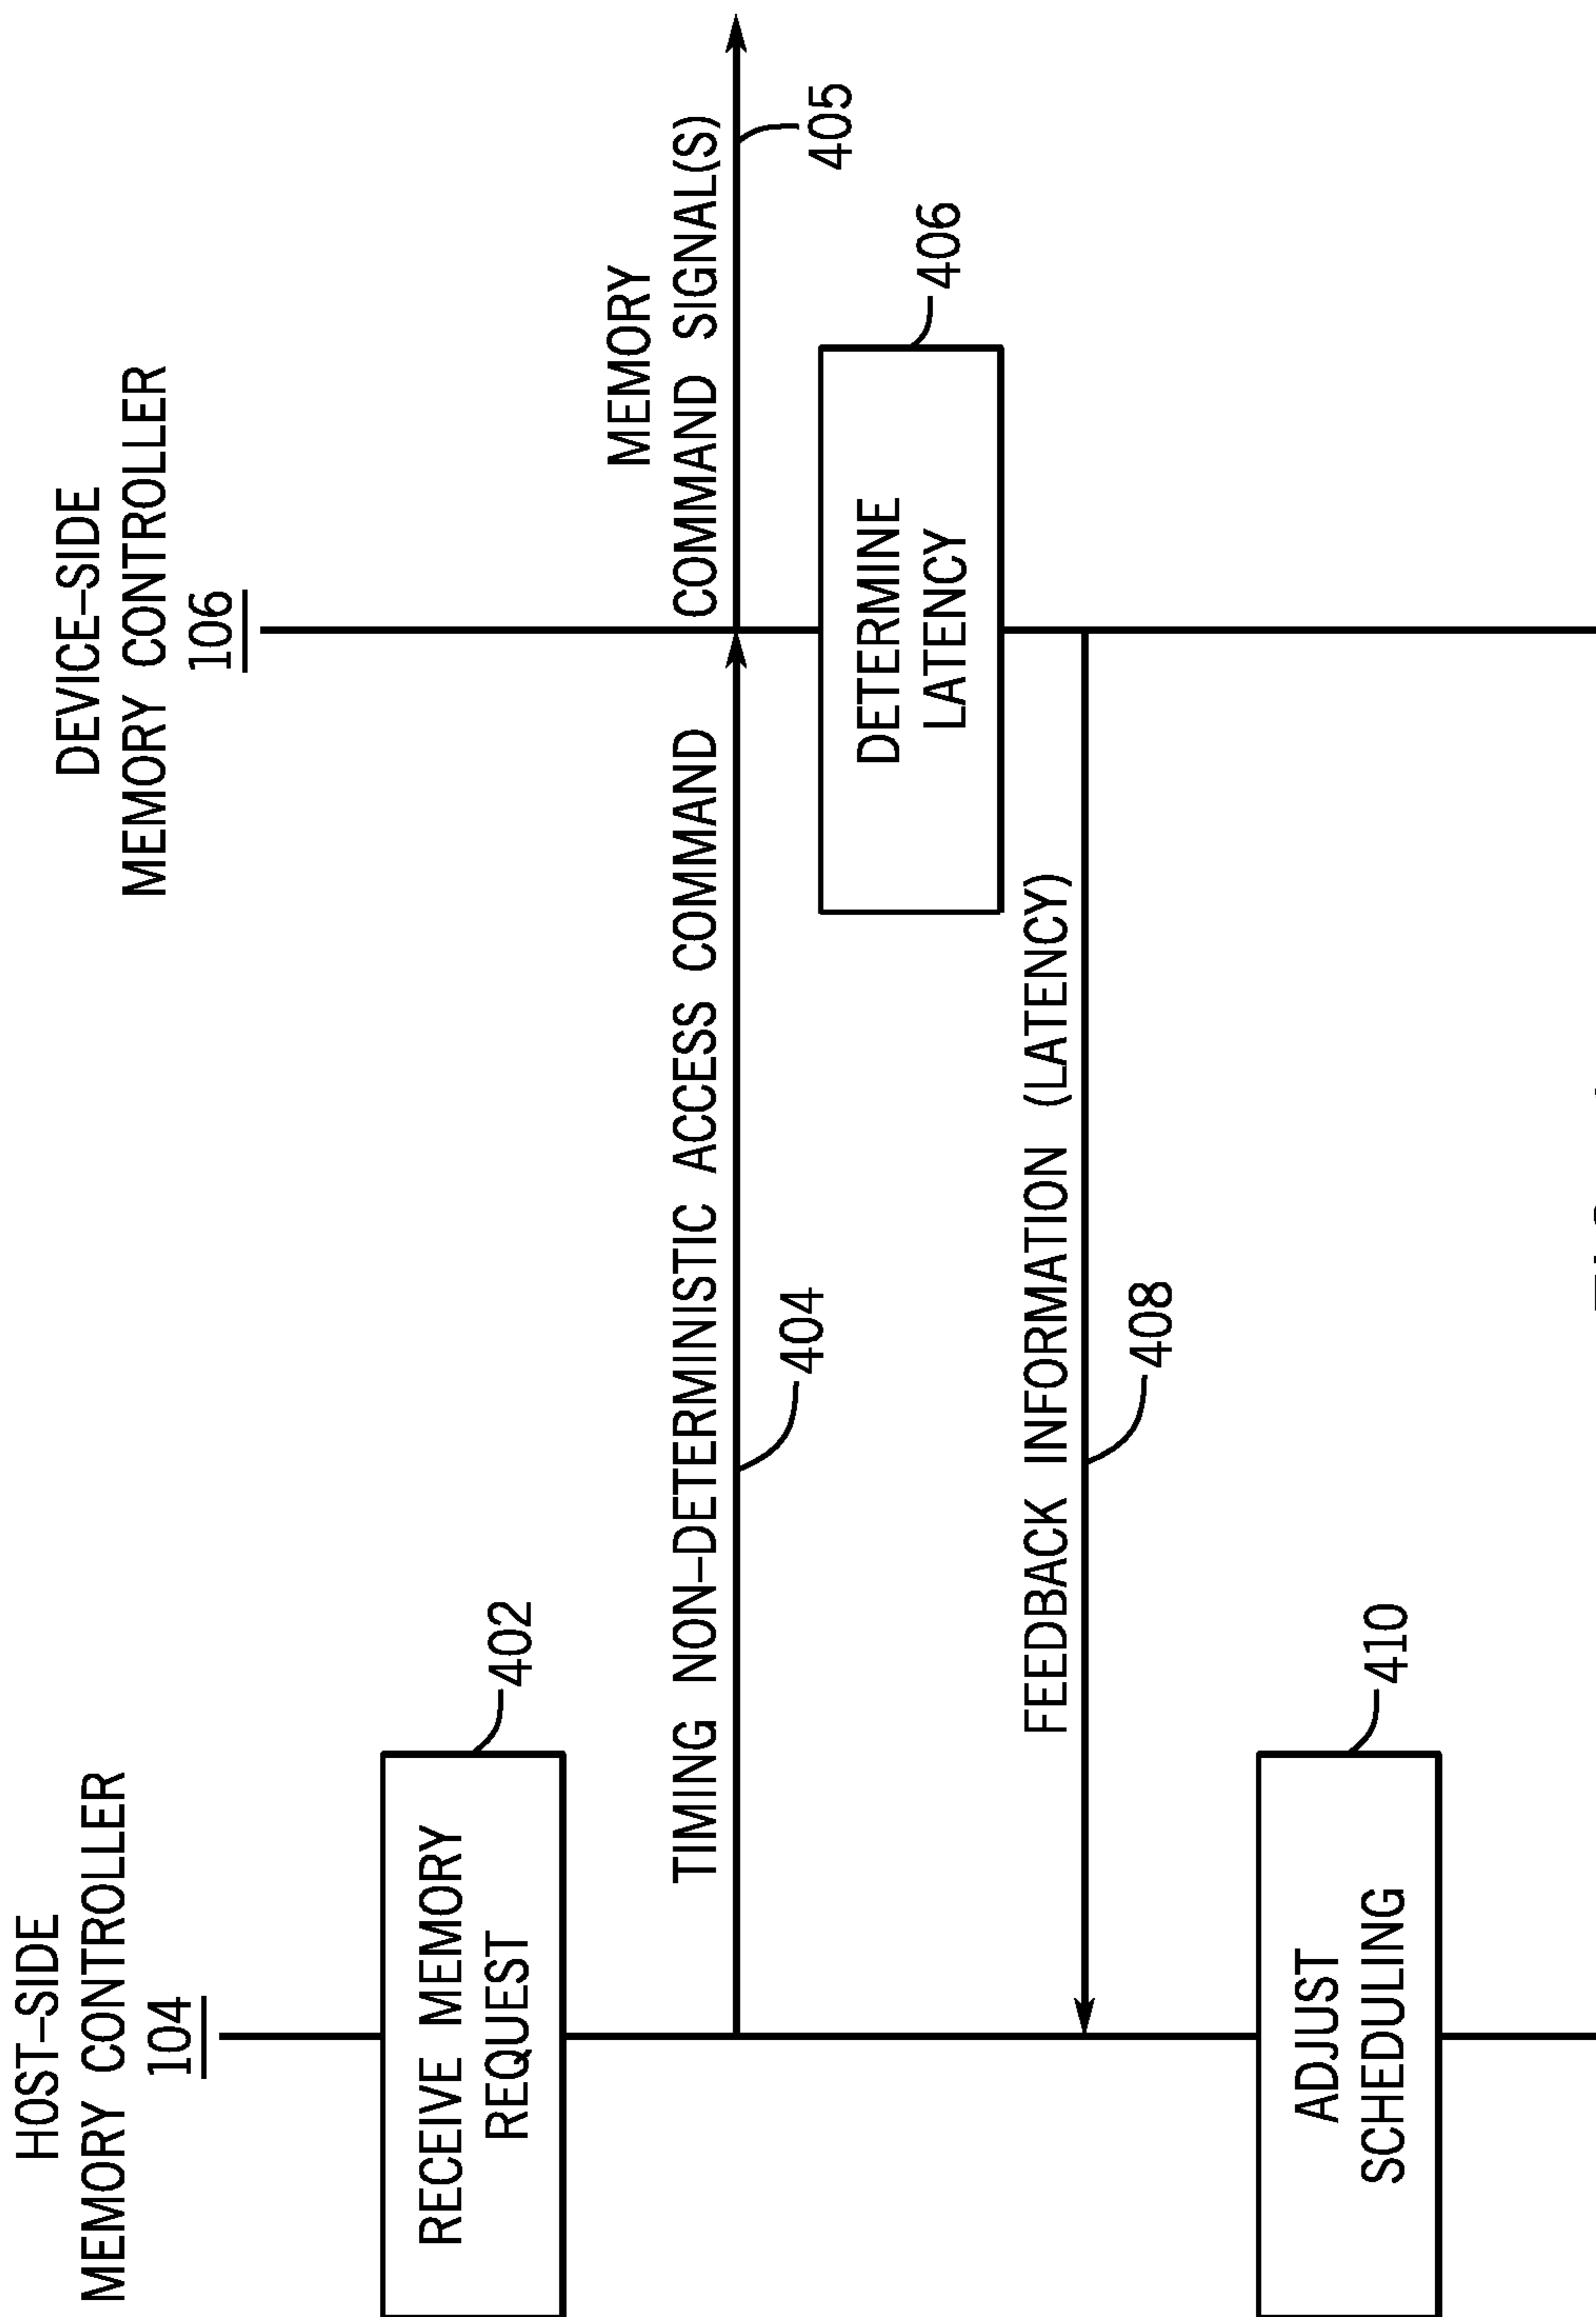 HOST–SIDE
MEMORY CONTROLLER
104
DEVICE–SIDE
MEMORY CONTROLLER
106
RECEIVE MEMORY
REQUEST
402
TIMING NON–DETERMINISTIC ACCESS COMMAND
404
MEMORY
COMMAND SIGNAL(S)
405
DETERMINE
LATENCY
406
FEEDBACK INFORMATION (LATENCY)
408
ADJUST
SCHEDULING
410